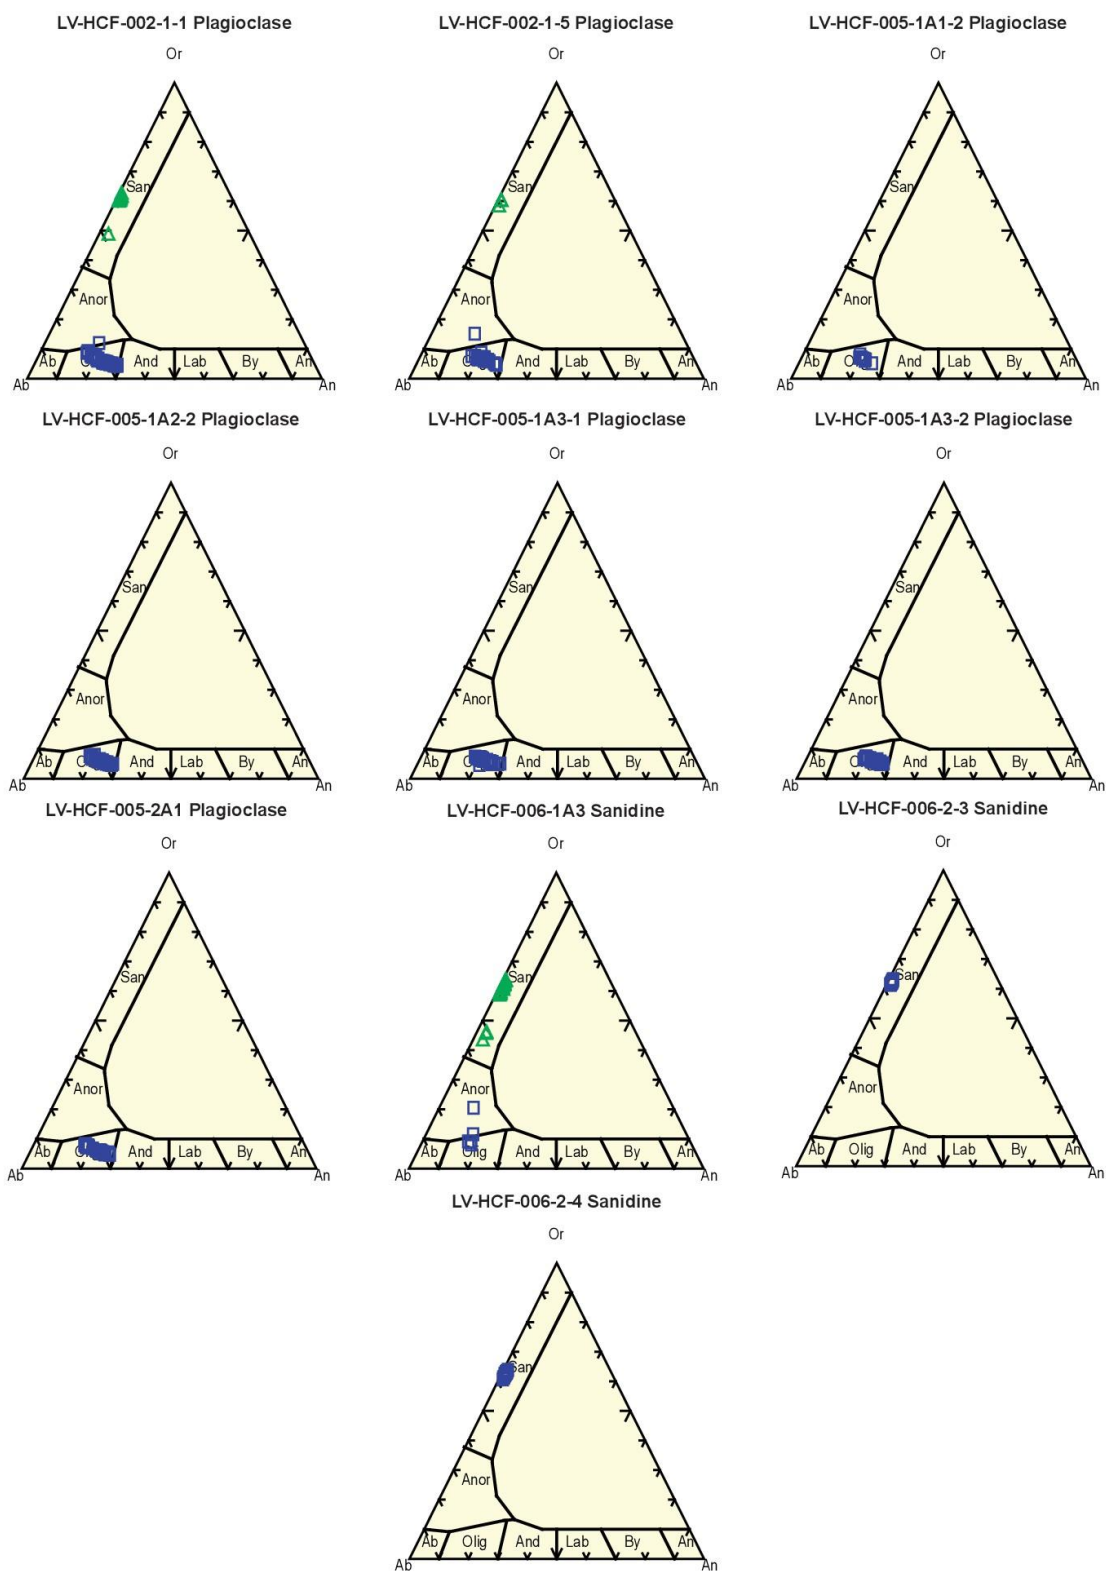 LV-HCF-002-1-1 Plagioclase
Or
San
Anor
Ab And Lab By An
Ab An
LV-HCF-002-1-5 Plagioclase
Or
San
Anor
Ab And Lab By An
Ab An
LV-HCF-005-1A1-2 Plagioclase
Or
San
Anor
Ab And Lab By An
Ab An
LV-HCF-005-1A2-2 Plagioclase
Or
San
Anor
Ab And Lab By An
Ab An
LV-HCF-005-1A3-1 Plagioclase
Or
San
Anor
Ab And Lab By An
Ab An
LV-HCF-005-1A3-2 Plagioclase
Or
San
Anor
Ab And Lab By An
Ab An
LV-HCF-005-2A1 Plagioclase
Or
San
Anor
Ab And Lab By An
Ab An
LV-HCF-006-1A3 Sanidine
Or
San
Anor
Ab Olig And Lab By An
Ab An
LV-HCF-006-2-3 Sanidine
Or
San
Anor
Ab Olig And Lab By An
Ab An
LV-HCF-006-2-4 Sanidine
Or
San
Anor
Ab Olig And Lab By An
Ab An